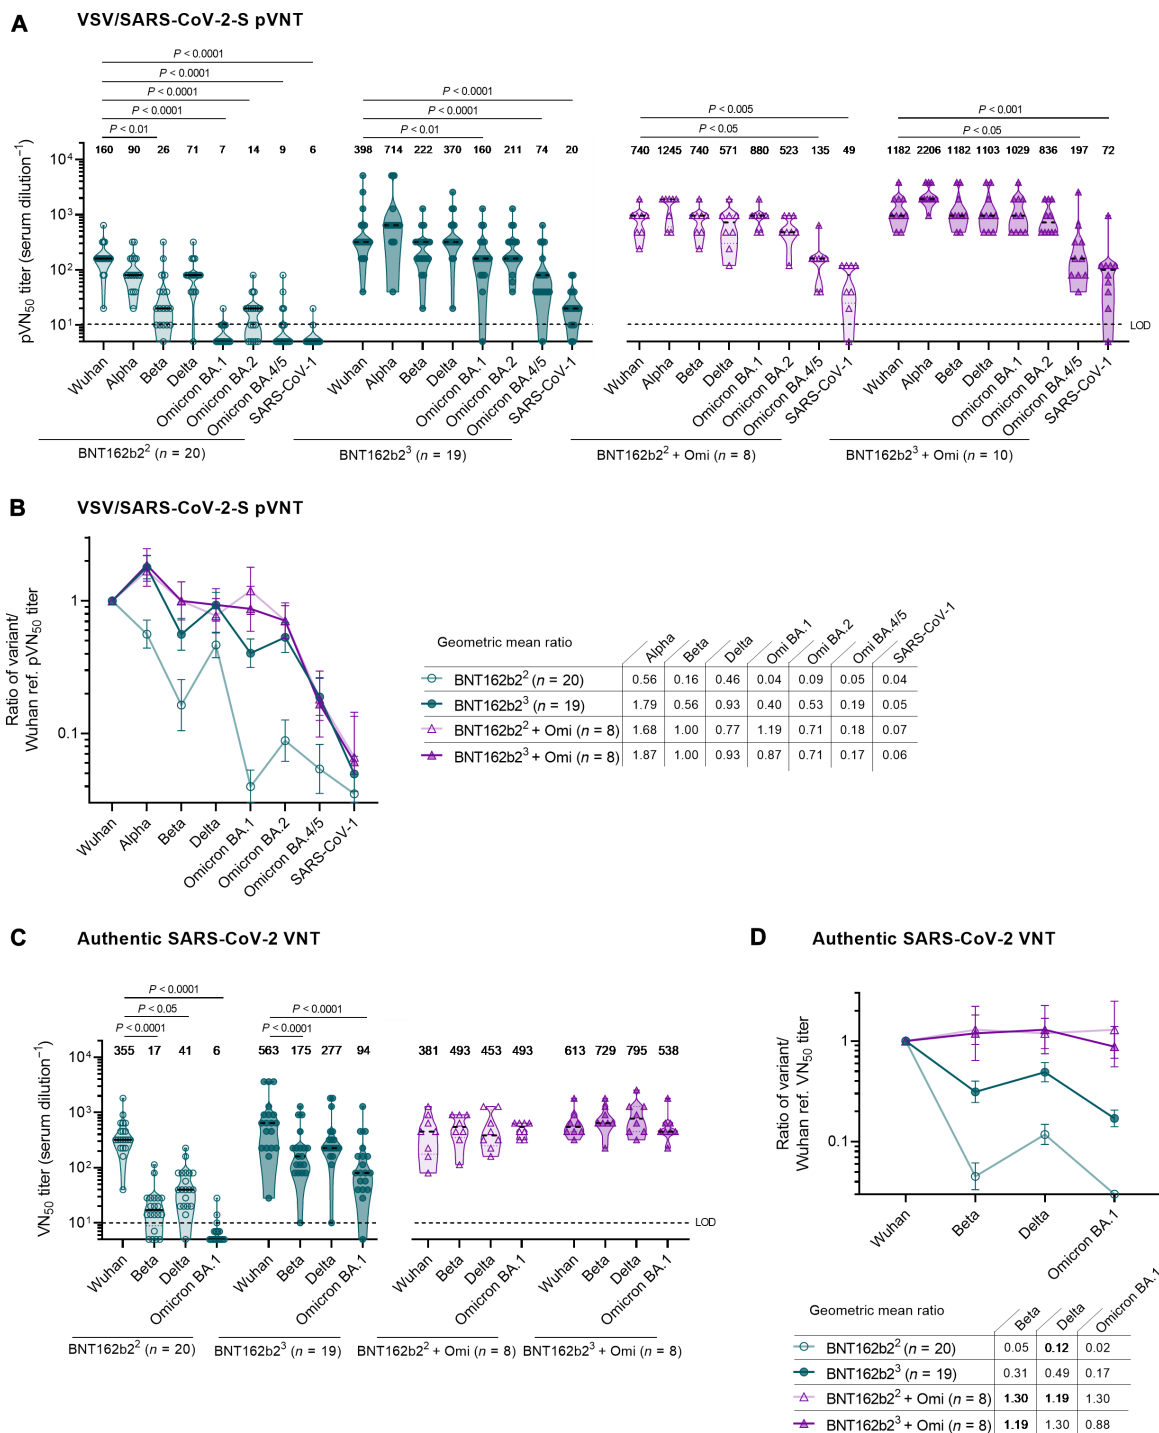 A
VSV/SARS-CoV-2-S pVNT
P < 0.0001
P < 0.0001
P < 0.0001
P < 0.0001
P < 0.01
P < 0.0001
P < 0.0001
P < 0.01
P < 0.005
P < 0.05
P < 0.001
P < 0.05
160 90 26 71 7 14 9 6
398 714 222 370 160 211 74 20
740 1245 740 571 880 523 135 49
1182 2206 1182 1103 1029 836 197 72
pVN50 titer (serum dilution−1)
10⁴
10³
10²
10¹
LOD
Wuhan Alpha Beta Delta Omicron BA.1 Omicron BA.2 Omicron BA.4/5 SARS-CoV-1
Wuhan Alpha Beta Delta Omicron BA.1 Omicron BA.2 Omicron BA.4/5 SARS-CoV-1
Wuhan Alpha Beta Delta Omicron BA.1 Omicron BA.2 Omicron BA.4/5 SARS-CoV-1
Wuhan Alpha Beta Delta Omicron BA.1 Omicron BA.2 Omicron BA.4/5 SARS-CoV-1
BNT162b2² (n = 20)
BNT162b2³ (n = 19)
BNT162b2² + Omi (n = 8)
BNT162b2³ + Omi (n = 10)
B
VSV/SARS-CoV-2-S pVNT
Ratio of variant/
Wuhan ref. pVN50 titer
1
0.1
Wuhan Alpha Beta Delta Omicron BA.1 Omicron BA.2 Omicron BA.4/5 SARS-CoV-1
Geometric mean ratio Alpha Beta Delta Omi BA.1 Omi BA.2 Omi BA.4/5 SARS-CoV-1
BNT162b2² (n = 20) 0.56 0.16 0.46 0.04 0.09 0.05 0.04
BNT162b2³ (n = 19) 1.79 0.56 0.93 0.40 0.53 0.19 0.05
BNT162b2² + Omi (n = 8) 1.68 1.00 0.77 1.19 0.71 0.18 0.07
BNT162b2³ + Omi (n = 8) 1.87 1.00 0.93 0.87 0.71 0.17 0.06
C
Authentic SARS-CoV-2 VNT
P < 0.0001
P < 0.05
P < 0.0001
P < 0.0001
P < 0.0001
355 17 41 6
563 175 277 94
381 493 453 493
613 729 795 538
VN50 titer (serum dilution−1)
10⁴
10³
10²
10¹
LOD
Wuhan Beta Delta Omicron BA.1
Wuhan Beta Delta Omicron BA.1
Wuhan Beta Delta Omicron BA.1
Wuhan Beta Delta Omicron BA.1
BNT162b2² (n = 20)
BNT162b2³ (n = 19)
BNT162b2² + Omi (n = 8)
BNT162b2³ + Omi (n = 8)
D
Authentic SARS-CoV-2 VNT
Ratio of variant/
Wuhan ref. VN50 titer
1
0.1
Wuhan Beta Delta Omicron BA.1
Geometric mean ratio Beta Delta Omicron BA.1
BNT162b2² (n = 20) 0.05 0.12 0.02
BNT162b2³ (n = 19) 0.31 0.49 0.17
BNT162b2² + Omi (n = 8) 1.30 1.19 1.30
BNT162b2³ + Omi (n = 8) 1.19 1.30 0.88